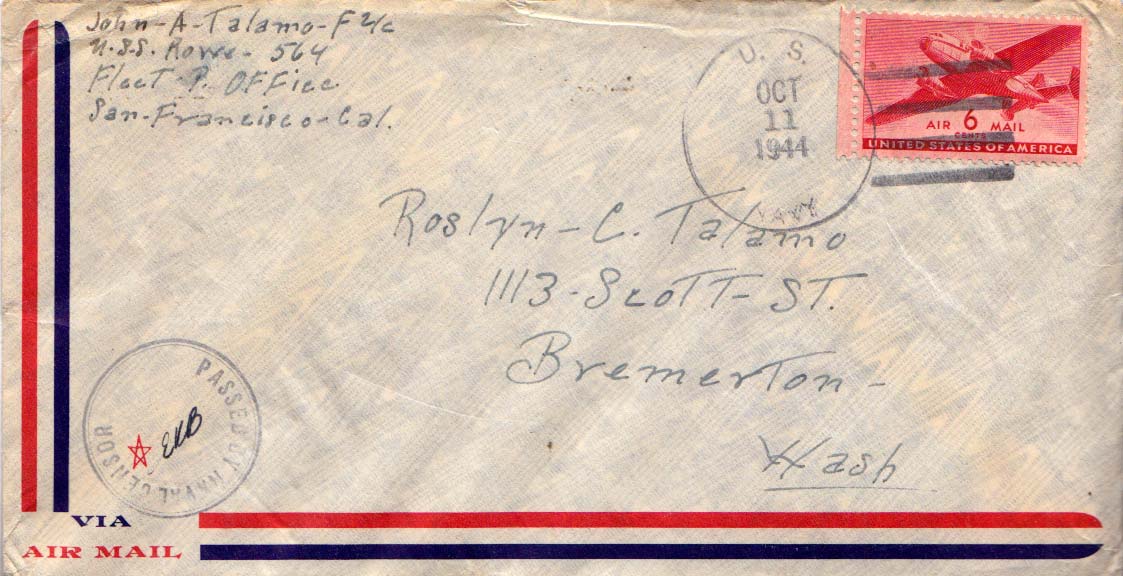 John-A-Talamo-F2/c
U.S.S. Rowe- 564
Fleet P. OFFice
San-Francisco-Cal.
U. S.
OCT
11
1944
NAVY
AIR 6 MAIL
CENTS
UNITED STATES OF AMERICA
Roslyn-C. Talamo
1113-Scott-ST.
Bremerton-
Wash
PASSED BY NAVAL CENSOR
EKB
VIA
AIR MAIL